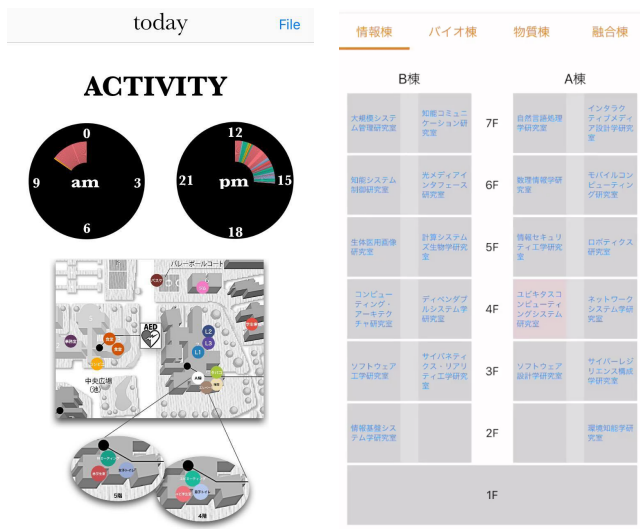 today
File
ACTIVITY
0
am
3
6
9
12
pm
15
18
21
バレーボールコート
AED
L2
L3
L1
中央広場
(池)
5階
4階
情報棟
バイオ棟
物質棟
融合棟
B棟
A棟
大規模システ
ム管理研究室
知能コミュニ
ケーション研
究室
7F
自然言語処理
学研究室
インタラク
ティブメディ
ア設計学研究
室
知能システム
制御研究室
光メディアイ
ンタフェース
研究室
6F
数理情報学研
究室
モバイルコン
ピューティン
グ研究室
生体医用画像
研究室
計算システム
ズ生物学研究
室
5F
情報セキュリ
ティ工学研究
室
ロボティクス
研究室
コンピュー
ティング・
アーキテク
チャ研究室
ディペンダブ
ルシステム学
研究室
4F
ユビキタスコ
ンピューティ
ングシステム
研究室
ネットワーク
システム学研
究室
ソフトウェア
工学研究室
サイバネティ
クス・リアリ
ティ工学研究
室
3F
ソフトウェア
設計学研究室
サイバーレジ
リエンス構成
学研究室
情報基盤シス
テム学研究室
2F
環境知能学研
究室
1F